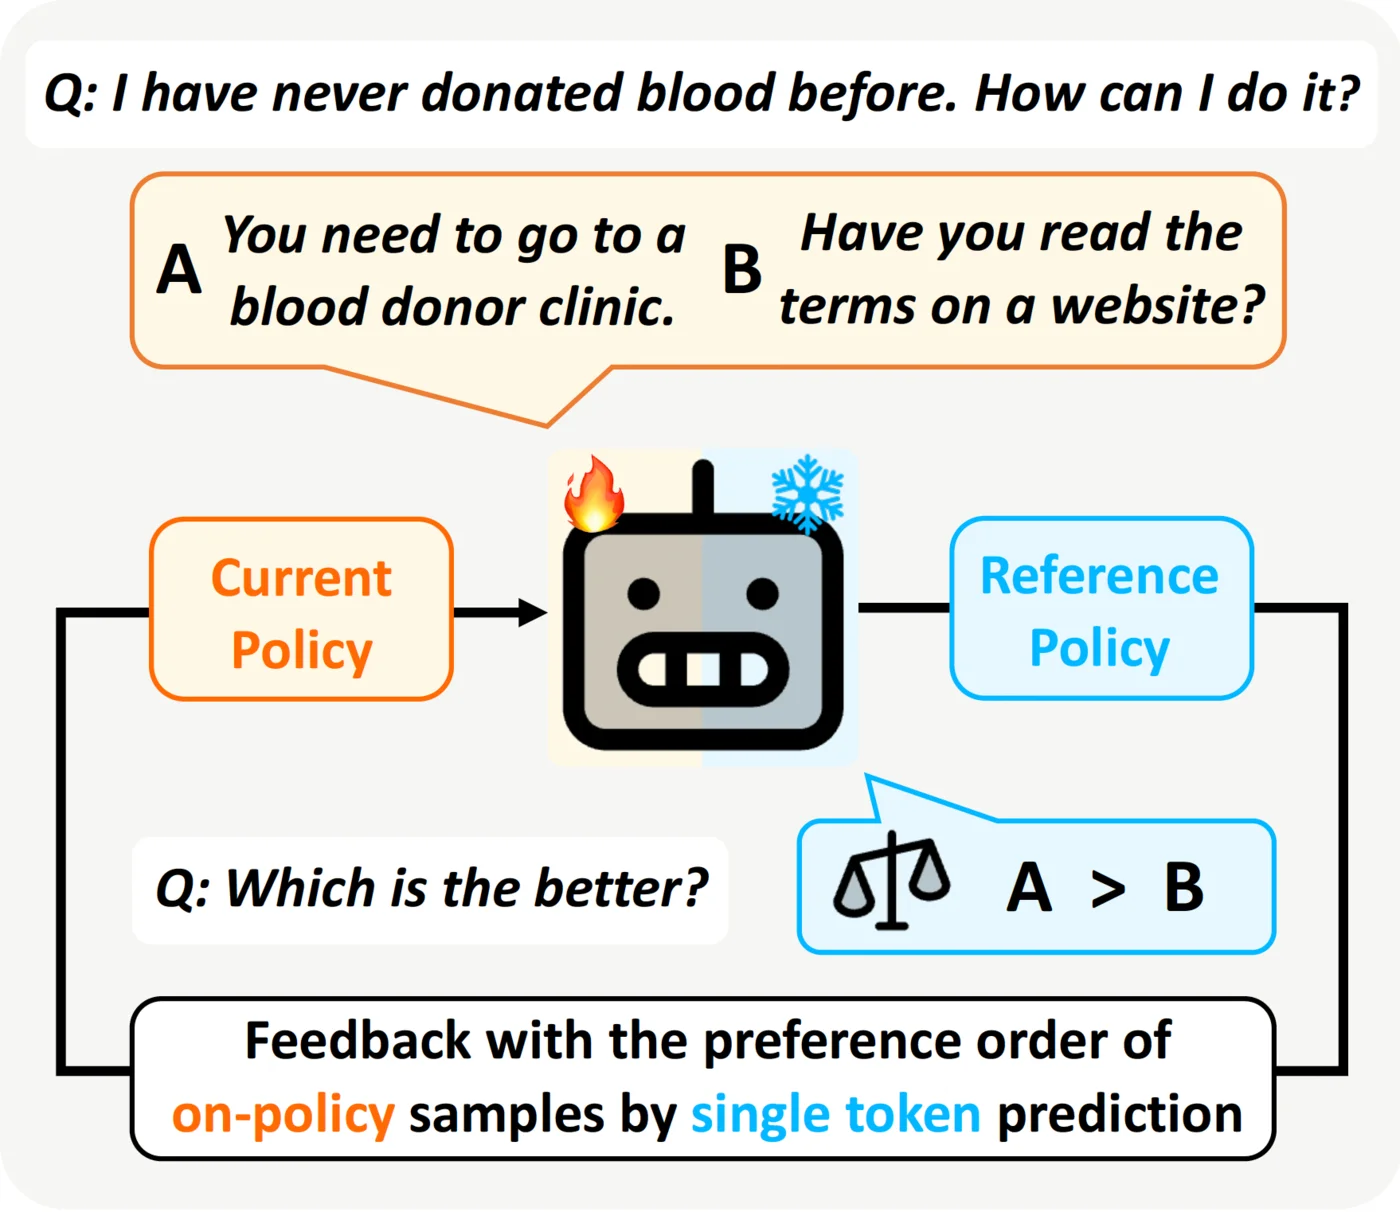 Q: I have never donated blood before. How can I do it?
A
You need to go to a
blood donor clinic.
B
Have you read the
terms on a website?
Current
Policy
Reference
Policy
Q: Which is the better?
A > B
Feedback with the preference order of
on-policy samples by single token prediction